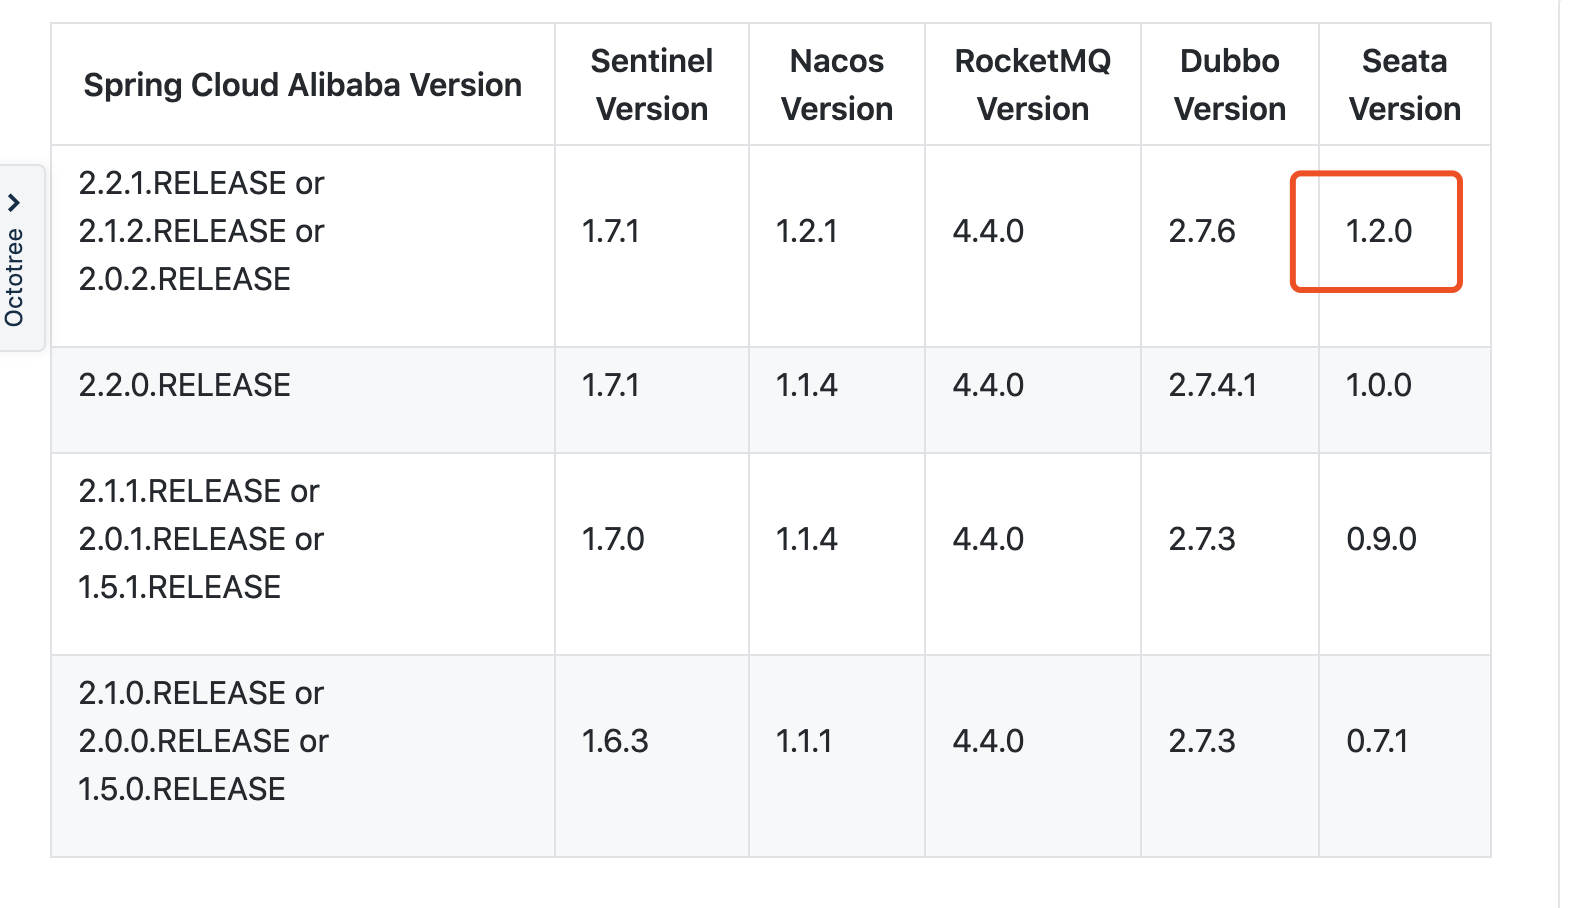 Spring Cloud Alibaba Version
Sentinel
Version
Nacos
Version
RocketMQ
Version
Dubbo
Version
Seata
Version
2.2.1.RELEASE or
2.1.2.RELEASE or
2.0.2.RELEASE
1.7.1
1.2.1
4.4.0
2.7.6
1.2.0
Octotree
2.2.0.RELEASE
1.7.1
1.1.4
4.4.0
2.7.4.1
1.0.0
2.1.1.RELEASE or
2.0.1.RELEASE or
1.5.1.RELEASE
1.7.0
1.1.4
4.4.0
2.7.3
0.9.0
2.1.0.RELEASE or
2.0.0.RELEASE or
1.5.0.RELEASE
1.6.3
1.1.1
4.4.0
2.7.3
0.7.1